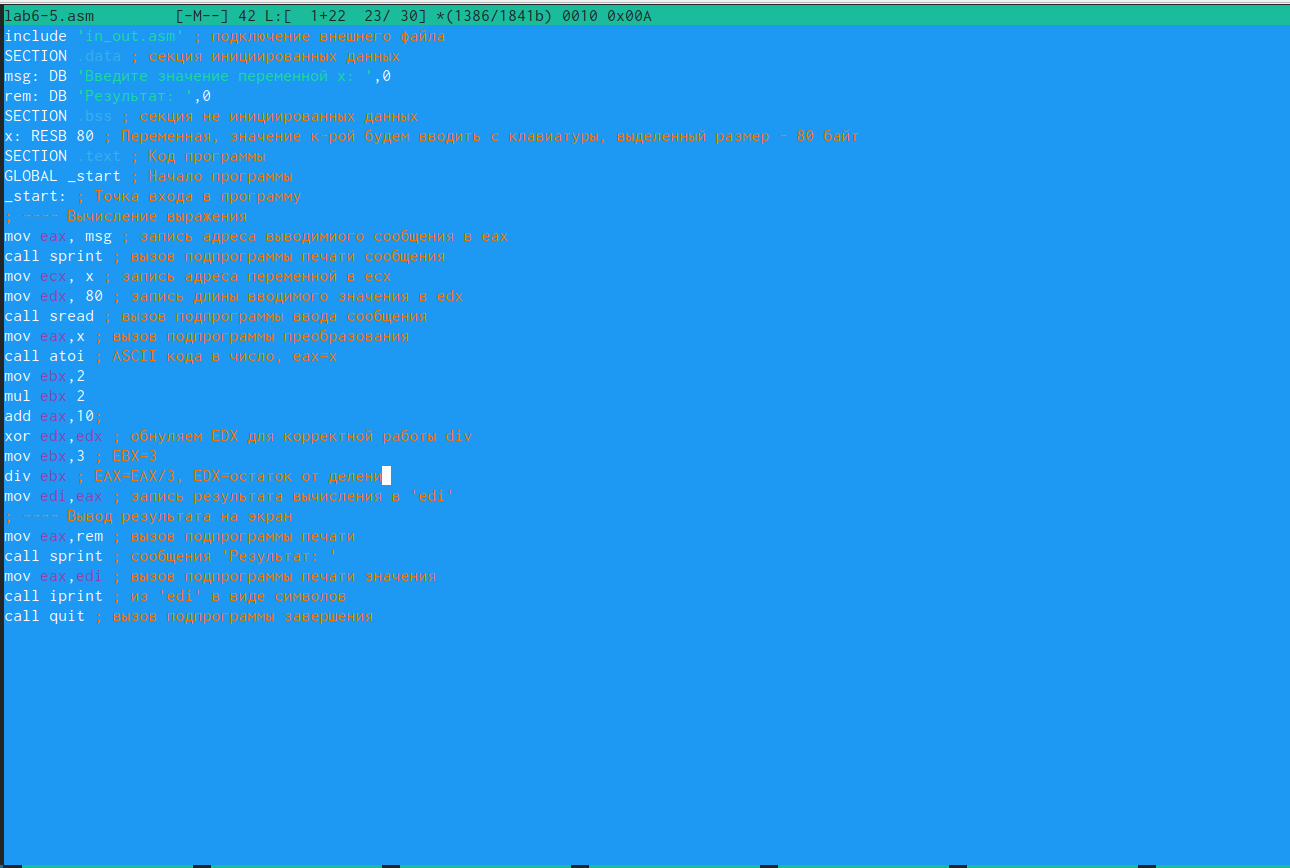 lab6-5.asm [-M--] 42 L:[ 1+22 23/ 30] *(1386/1841b) 0010 0x00A
include 'in_out.asm' ; подключение внешнего файла
SECTION .data ; секция инициированных данных
msg: DB 'Введите значение переменной x: ',0
rem: DB 'Результат: ',0
SECTION .bss ; секция не инициированных данных
x: RESB 80 ; Переменная, значение к-рой будем вводить с клавиатуры, выделенный размер - 80 байт
SECTION .text ; Код программы
GLOBAL _start ; Начало программы
_start: ; Точка входа в программу
; ---- Вычисление выражения
mov eax, msg ; запись адреса выводимиого сообщения в eax
call sprint ; вызов подпрограммы печати сообщения
mov ecx, x ; запись адреса переменной в ecx
mov edx, 80 ; запись длины вводимого значения в edx
call sread ; вызов подпрограммы ввода сообщения
mov eax,x ; вызов подпрограммы преобразования
call atoi ; ASCII кода в число, eax=x
mov ebx,2
mul ebx 2
add eax,10;
xor edx,edx ; обнуляем EDX для корректной работы div
mov ebx,3 ; EBX=3
div ebx ; EAX=EAX/3, EDX=остаток от делени
mov edi,eax ; запись результата вычисления в 'edi'
; ---- Вывод результата на экран
mov eax,rem ; вызов подпрограммы печати
call sprint ; сообщения 'Результат: '
mov eax,edi ; вызов подпрограммы печати значения
call iprint ; из 'edi' в виде символов
call quit ; вызов подпрограммы завершения